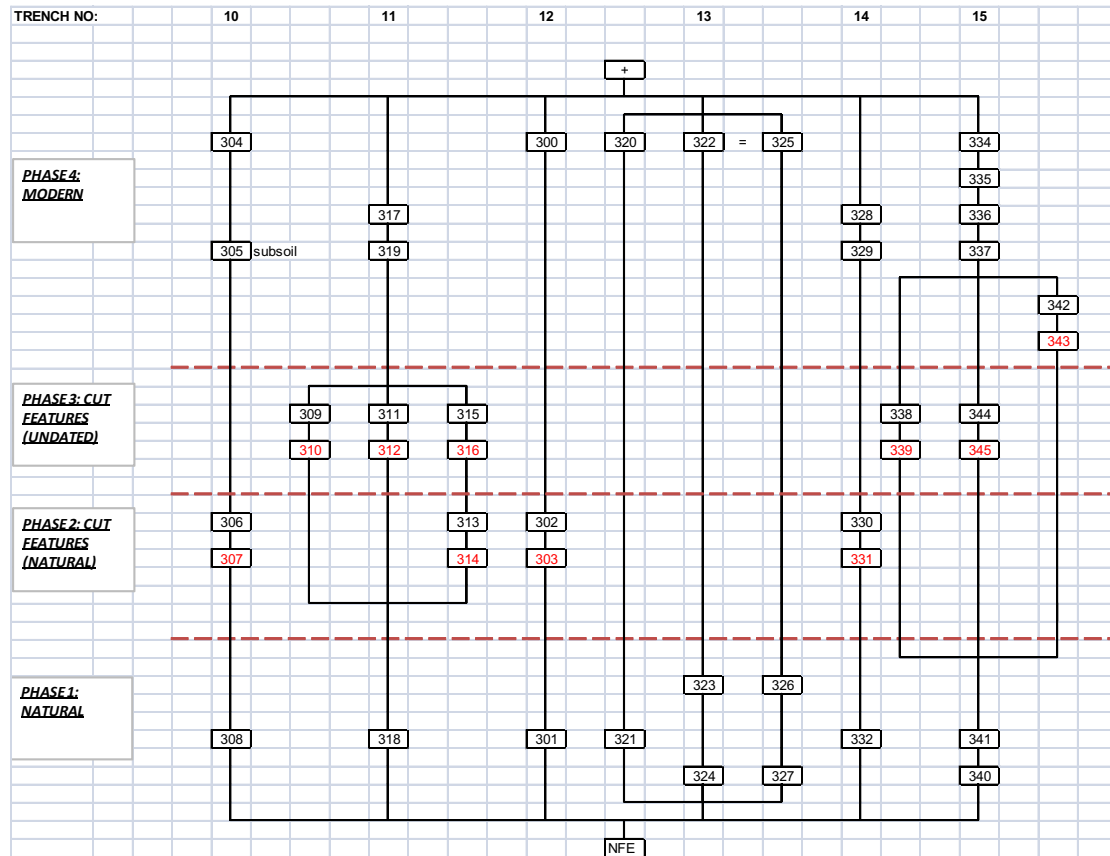 TRENCH NO: 10 11 12 13 14 15
+
304 300 320 322 = 325 334
PHASE 4:
MODERN
335
317 328 336
305 subsoil 319 329 337
342
343
PHASE 3: CUT
FEATURES
(UNDATED)
309 311 315 338 344
310 312 316 339 345
PHASE 2: CUT
FEATURES
(NATURAL)
306 313 302 330
307 314 303 331
PHASE 1:
NATURAL
323 326
308 318 301 321 332 341
324 327 340
NFE